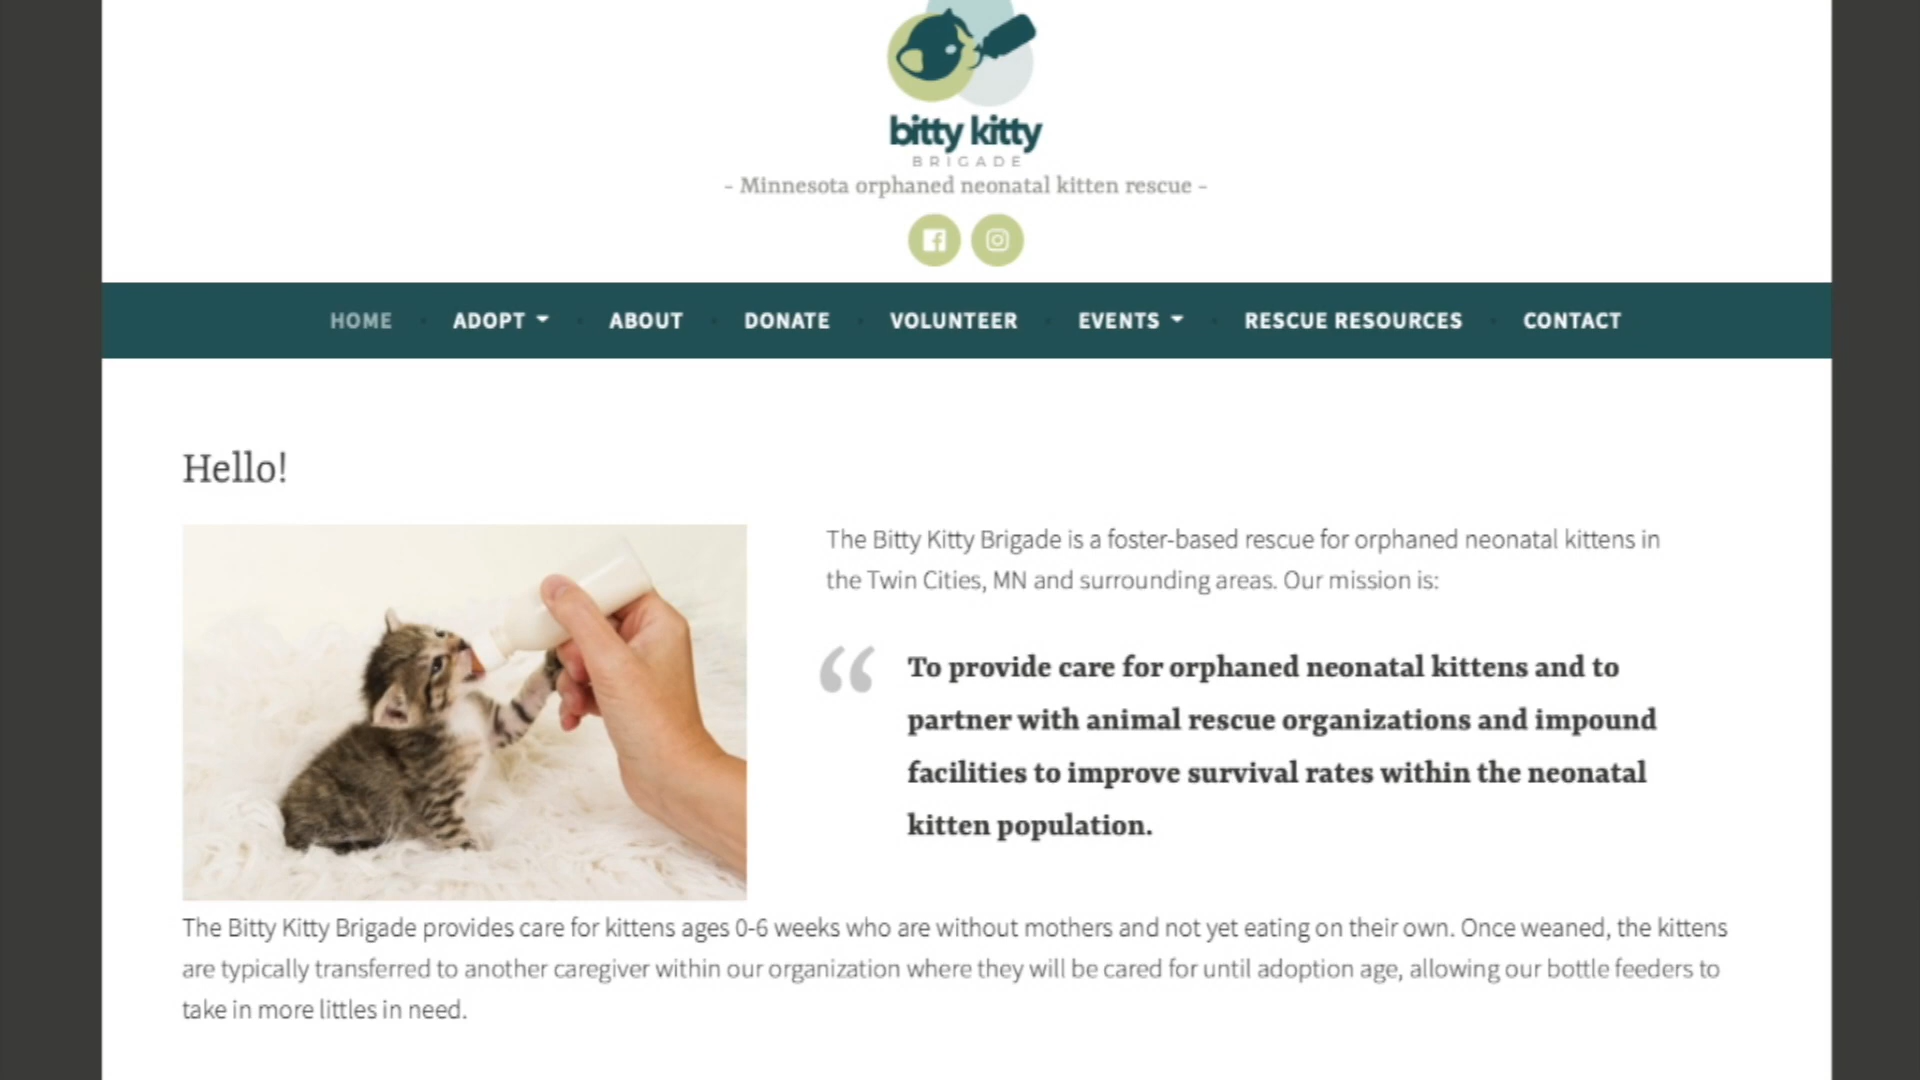 bitty kitty
BRIGADE
- Minnesota orphaned neonatal kitten rescue -
HOME ADOPT ABOUT DONATE VOLUNTEER EVENTS RESCUE RESOURCES CONTACT
Hello!
The Bitty Kitty Brigade is a foster-based rescue for orphaned neonatal kittens in
the Twin Cities, MN and surrounding areas. Our mission is:
“ To provide care for orphaned neonatal kittens and to
partner with animal rescue organizations and impound
facilities to improve survival rates within the neonatal
kitten population.
The Bitty Kitty Brigade provides care for kittens ages 0-6 weeks who are without mothers and not yet eating on their own. Once weaned, the kittens
are typically transferred to another caregiver within our organization where they will be cared for until adoption age, allowing our bottle feeders to
take in more littles in need.